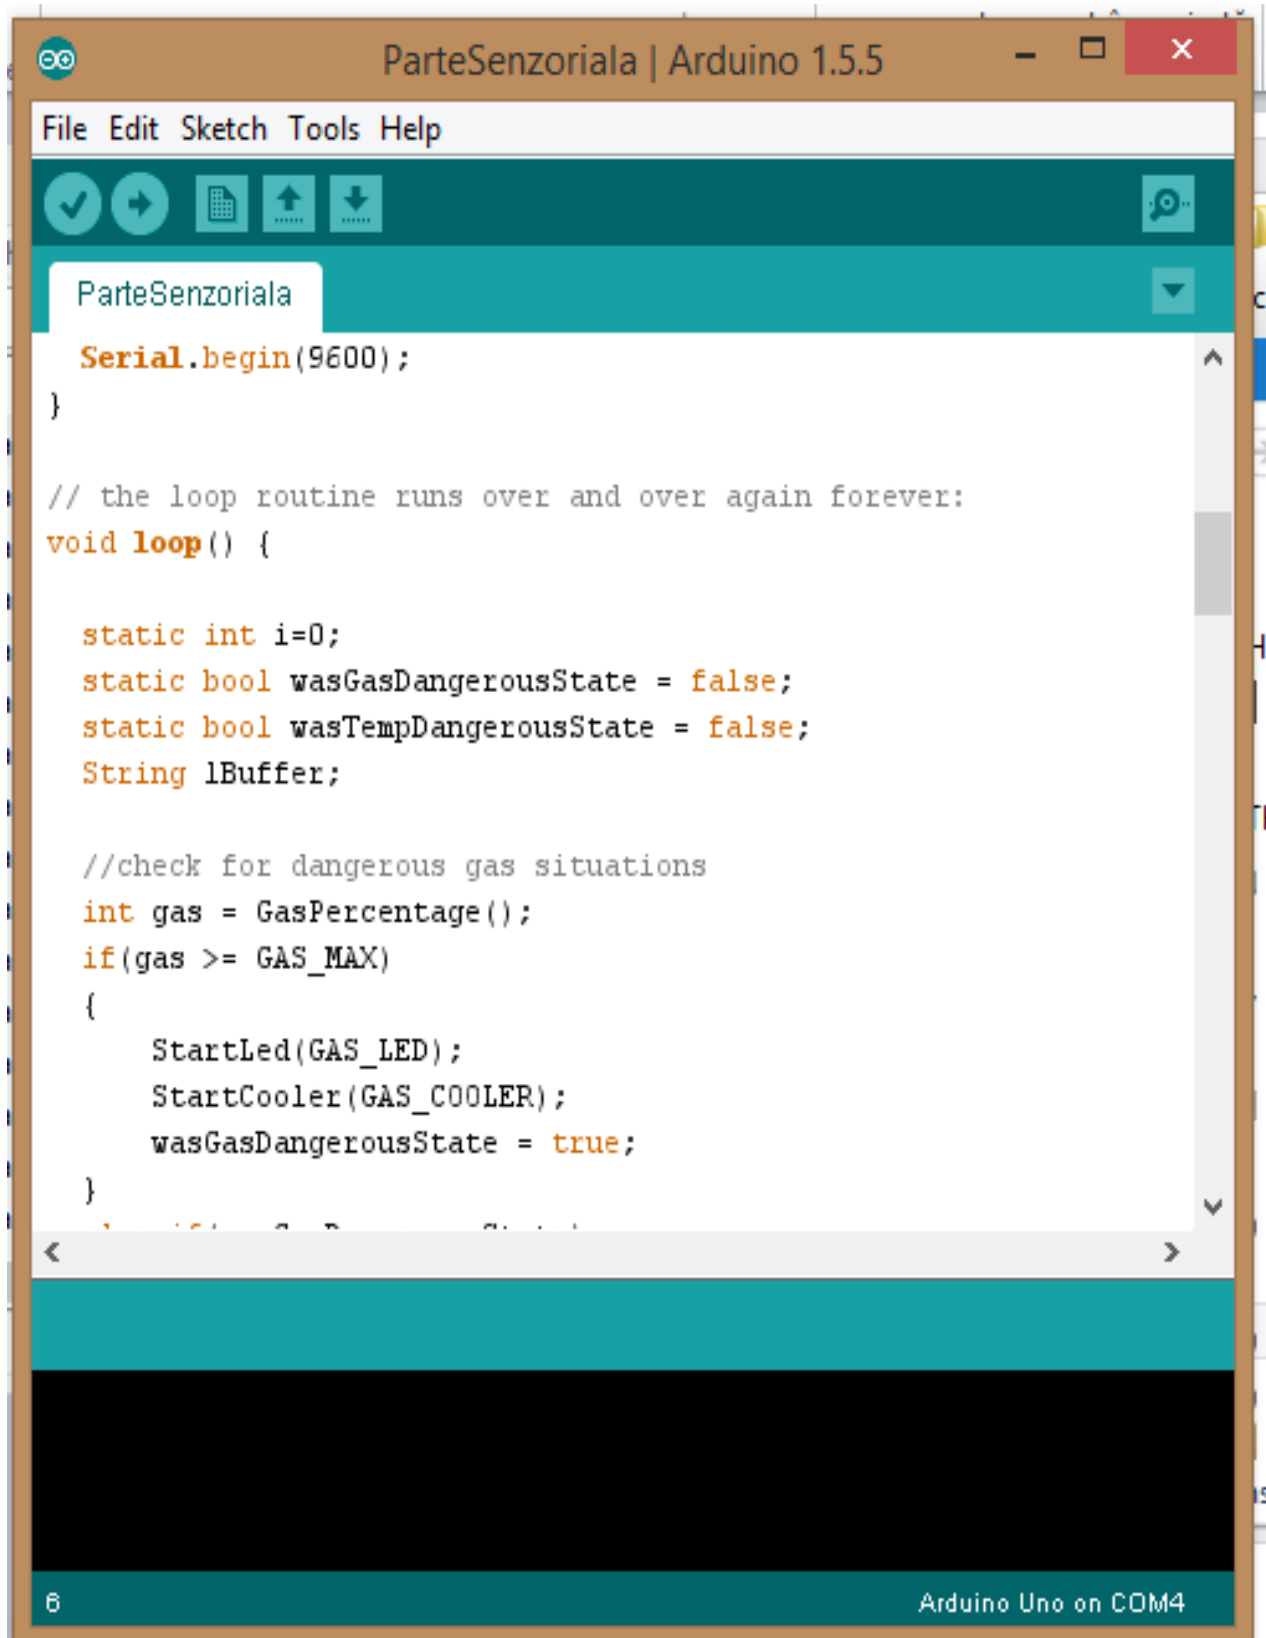 ParteSenzoriala | Arduino 1.5.5
File Edit Sketch Tools Help
ParteSenzoriala
Serial.begin(9600);
}
// the loop routine runs over and over again forever:
void loop() {
static int i=0;
static bool wasGasDangerousState = false;
static bool wasTempDangerousState = false;
String lBuffer;
//check for dangerous gas situations
int gas = GasPercentage();
if(gas >= GAS_MAX)
{
StartLed(GAS_LED);
StartCooler(GAS_COOLER);
wasGasDangerousState = true;
}
6
Arduino Uno on COM4